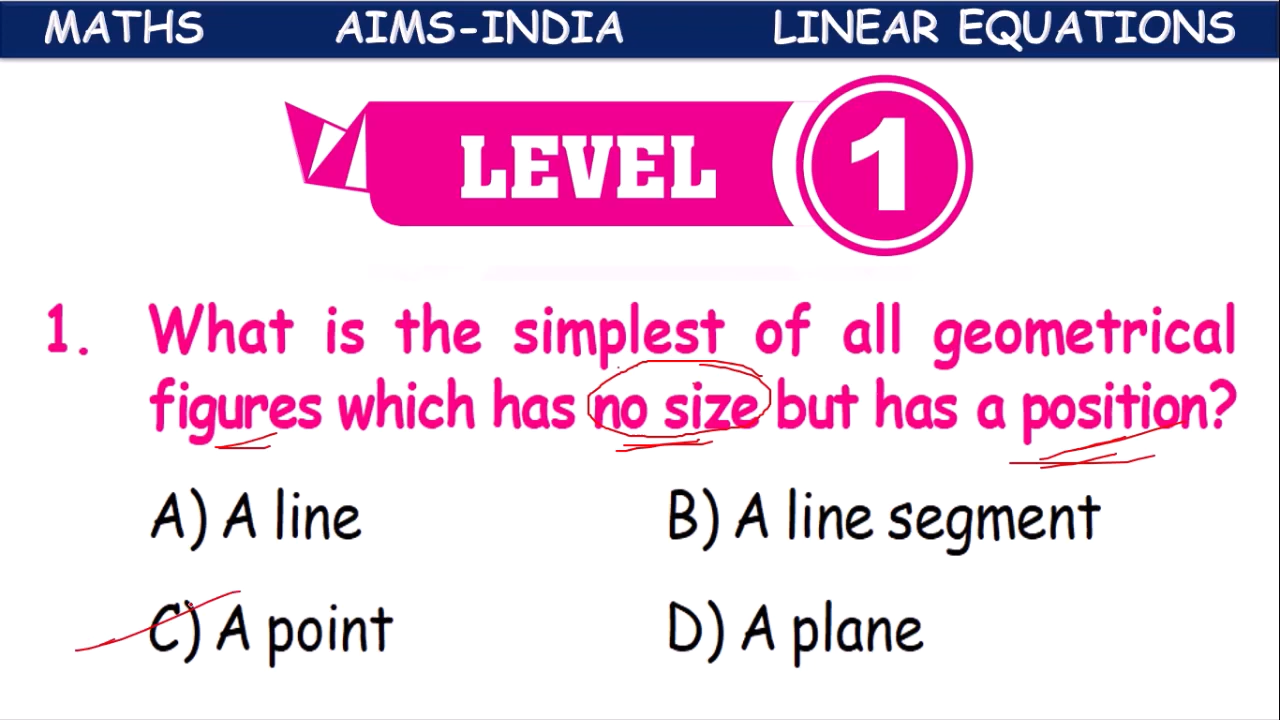 MATHS AIMS-INDIA LINEAR EQUATIONS
LEVEL 1
1. What is the simplest of all geometrical
figures which has no size but has a position?
A) A line B) A line segment
C) A point D) A plane